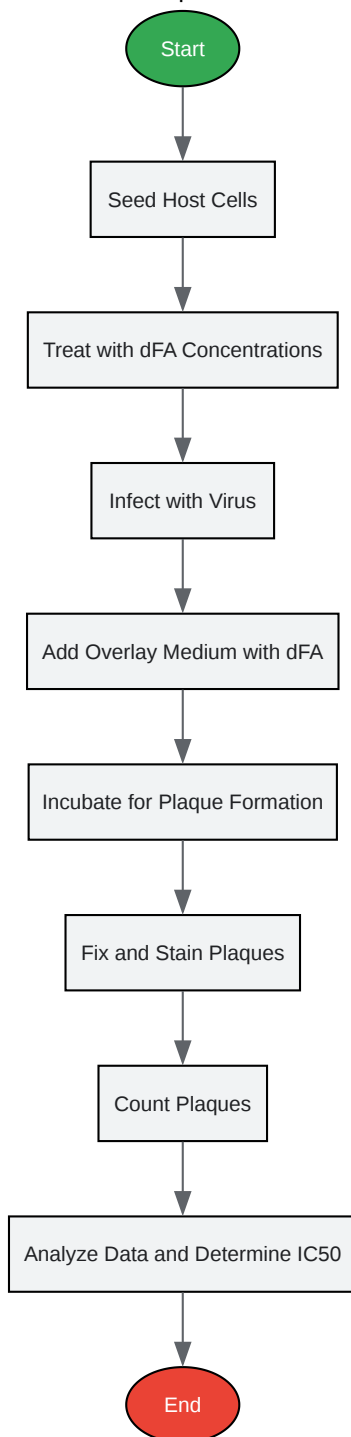 Start
Seed Host Cells
Treat with dFA Concentrations
Infect with Virus
Add Overlay Medium with dFA
Incubate for Plaque Formation
Fix and Stain Plaques
Count Plaques
Analyze Data and Determine IC50
End